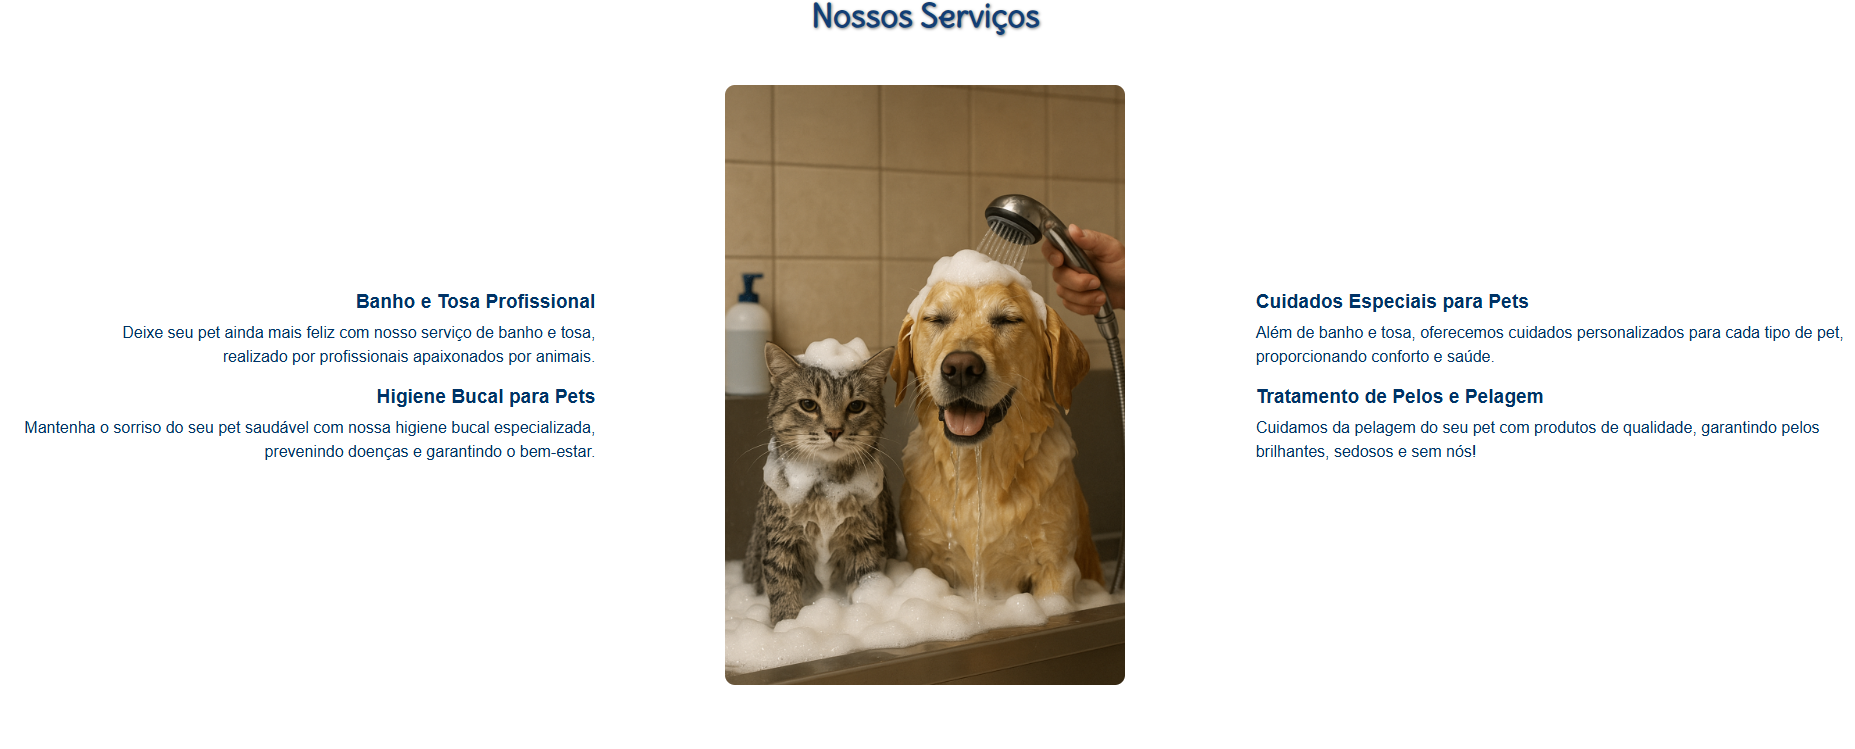 Nossos Serviços
Banho e Tosa Profissional
Deixe seu pet ainda mais feliz com nosso serviço de banho e tosa,
realizado por profissionais apaixonados por animais.
Higiene Bucal para Pets
Mantenha o sorriso do seu pet saudável com nossa higiene bucal especializada,
prevenindo doenças e garantindo o bem-estar.
Cuidados Especiais para Pets
Além de banho e tosa, oferecemos cuidados personalizados para cada tipo de pet,
proporcionando conforto e saúde.
Tratamento de Pelos e Pelagem
Cuidamos da pelagem do seu pet com produtos de qualidade, garantindo pelos
brilhantes, sedosos e sem nós!